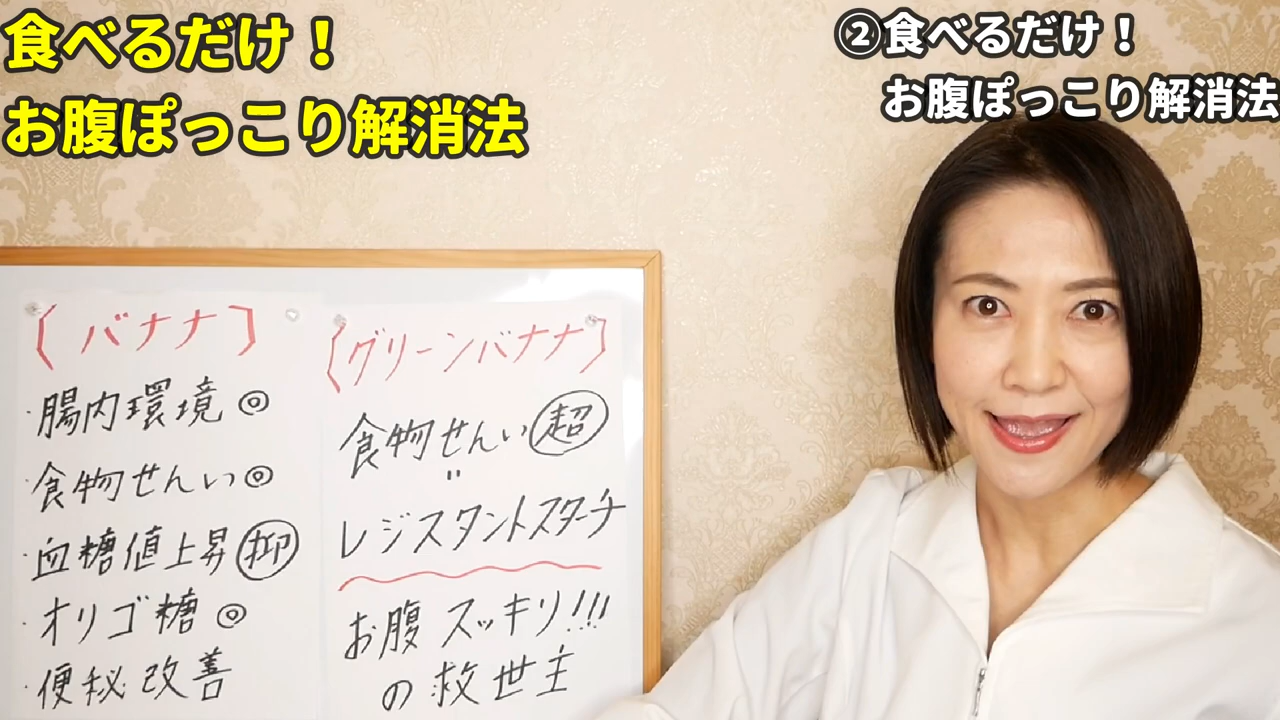 食べるだけ！
お腹ぽっこり解消法
②食べるだけ！
お腹ぽっこり解消法
〔バナナ〕
・腸内環境◎
・食物せんい◎
・血糖値上昇抑
・オリゴ糖◎
・便秘改善
〔グリーンバナナ〕
食物せんい超
〃
レジスタントスターチ
お腹スッキリ!!!
の救世主